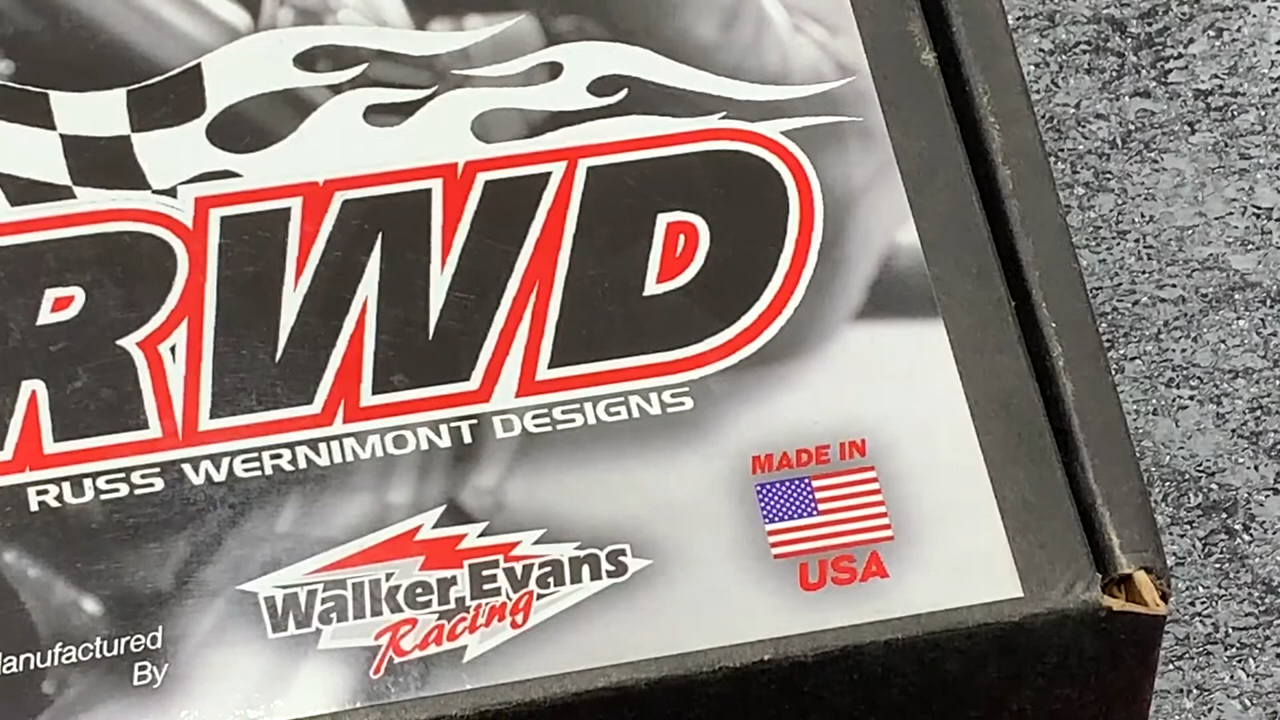 RWD
RUSS WERNIMONT DESIGNS
MADE IN
USA
Walker Evans
Racing
anufactured
By